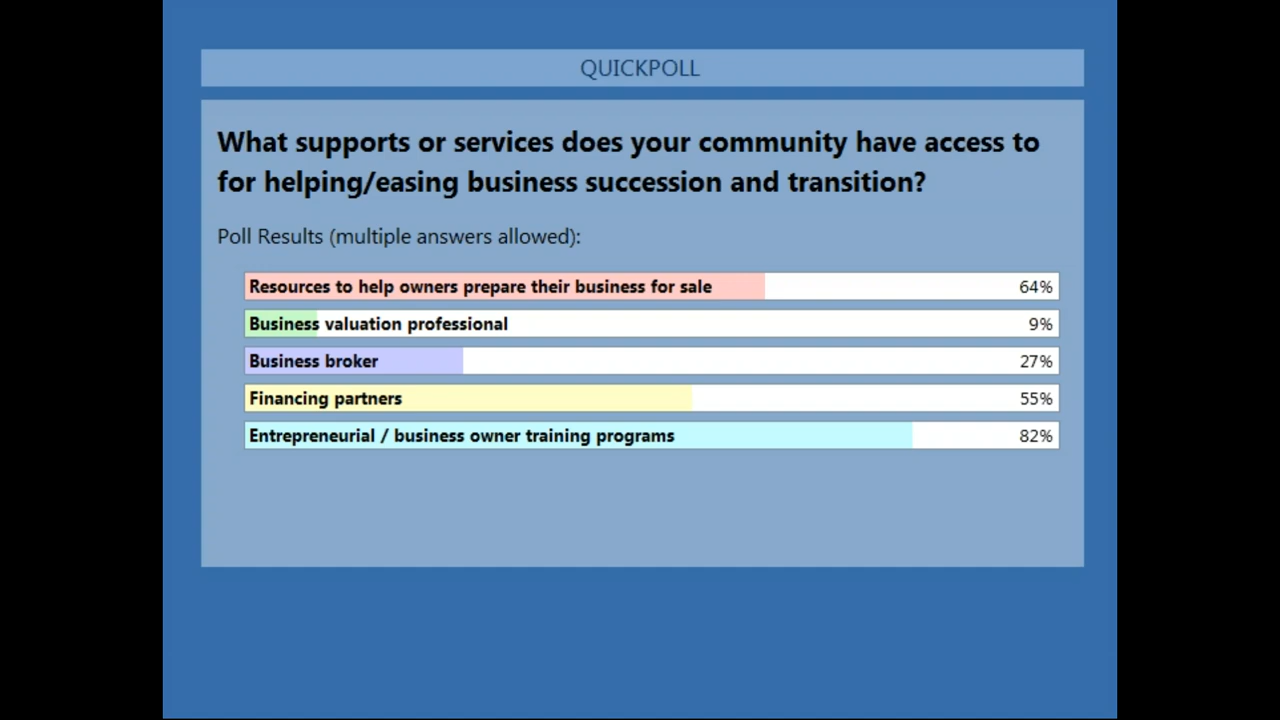 QUICKPOLL
What supports or services does your community have access to
for helping/easing business succession and transition?
Poll Results (multiple answers allowed):
Resources to help owners prepare their business for sale 64%
Business valuation professional 9%
Business broker 27%
Financing partners 55%
Entrepreneurial / business owner training programs 82%